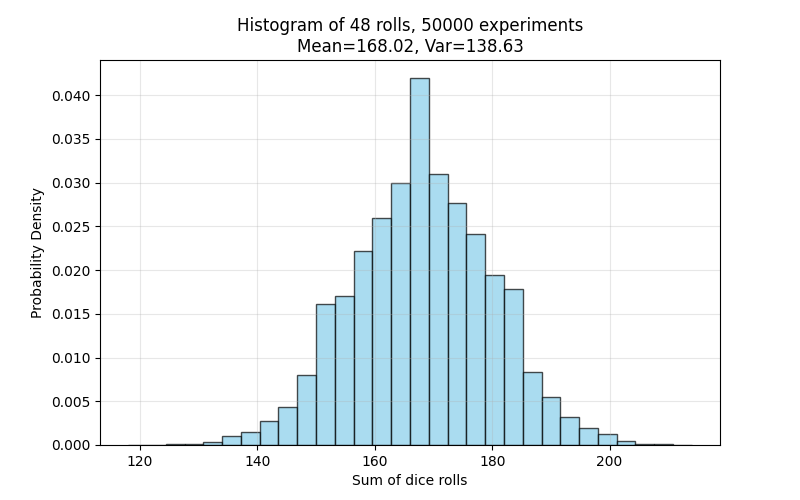 Histogram of 48 rolls, 50000 experiments
Mean=168.02, Var=138.63
0.040
0.035
0.030
0.025
0.020
0.015
0.010
0.005
0.000
Probability Density
120 140 160 180 200
Sum of dice rolls